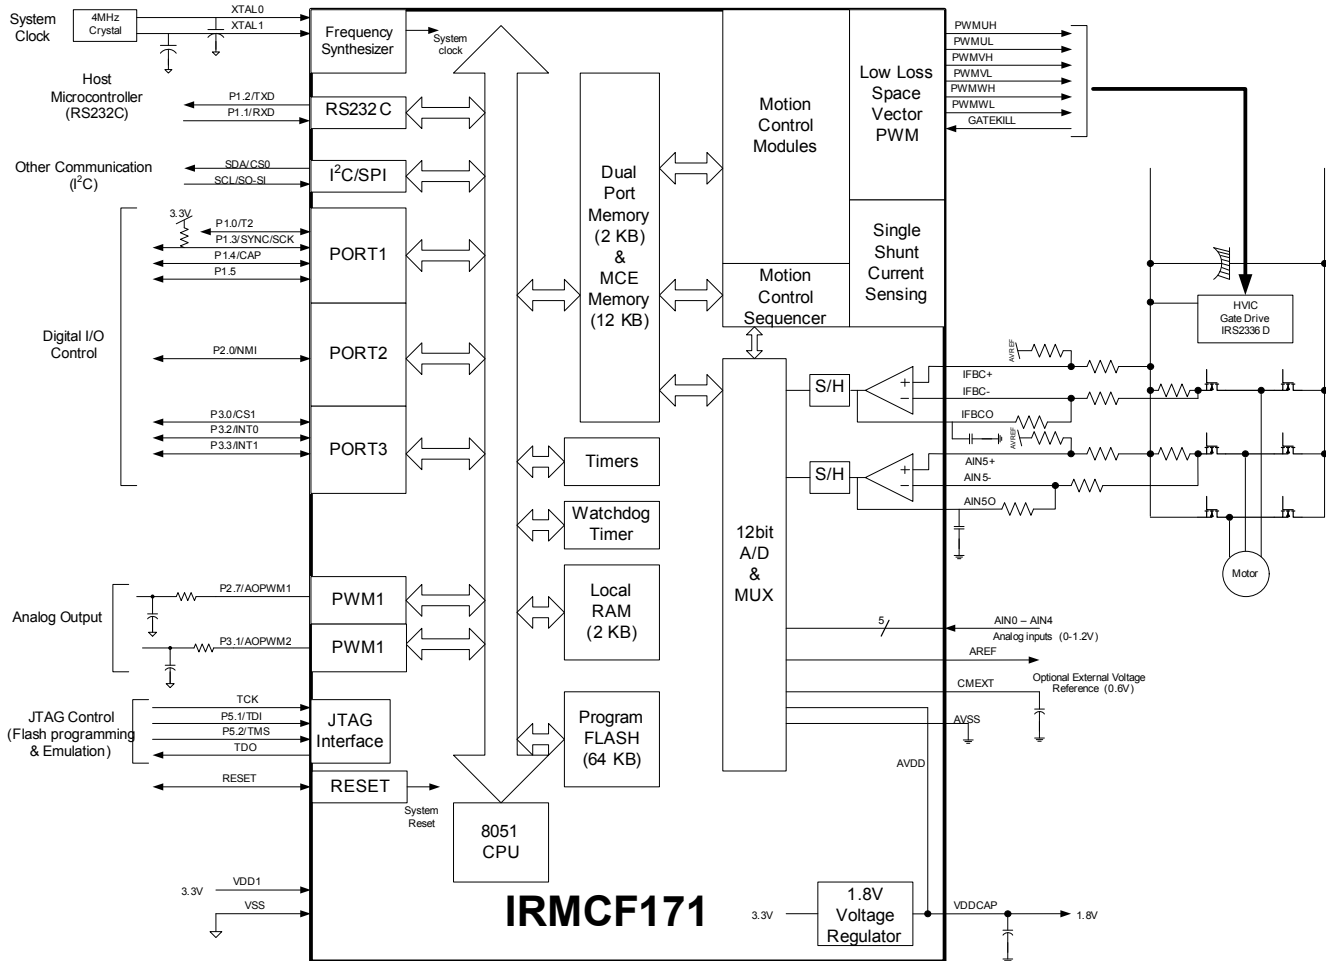 System
Clock
4MHz
Crystal
XTAL0
XTAL1
Frequency
Synthesizer
System
clock
Host
Microcontroller
(RS232C)
P1.2/TXD
P1.1/RXD
RS232C
Other Communication
(I²C)
SDA/CS0
SCL/SO-SI
I²C/SPI
3.3V
P1.0/T2
P1.3/SYNC/SCK
P1.4/CAP
P1.5
PORT1
Digital I/O
Control
P2.0/NMI
PORT2
P3.0/CS1
P3.2/INT0
P3.3/INT1
PORT3
Analog Output
P2.7/AOPWM1
PWM1
P3.1/AOPWM2
PWM1
JTAG Control
(Flash programming
& Emulation)
TCK
P5.1/TDI
P5.2/TMS
TDO
JTAG
Interface
RESET
RESET
System
Reset
3.3V
VDD1
VSS
8051
CPU
Dual
Port
Memory
(2 KB)
&
MCE
Memory
(12 KB)
Timers
Watchdog
Timer
Local
RAM
(2 KB)
Program
FLASH
(64 KB)
Motion
Control
Modules
Motion
Control
Sequencer
Low Loss
Space
Vector
PWM
Single
Shunt
Current
Sensing
12bit
A/D
&
MUX
S/H
S/H
+
−
+
−
PWMUH
PWMUL
PWMVH
PWMVL
PWMWH
PWMWL
GATEKILL
HVIC
Gate Drive
IRS2336 D
AVREF
IFBC+
IFBC-
IFBCO
AVREF
AIN5+
AIN5-
AIN5O
Motor
5
AIN0 – AIN4
Analog inputs (0-1.2V)
AREF
Optional External Voltage
Reference (0.6V)
CMEXT
AVSS
AVDD
IRMCF171
3.3V
1.8V
Voltage
Regulator
VDDCAP
1.8V